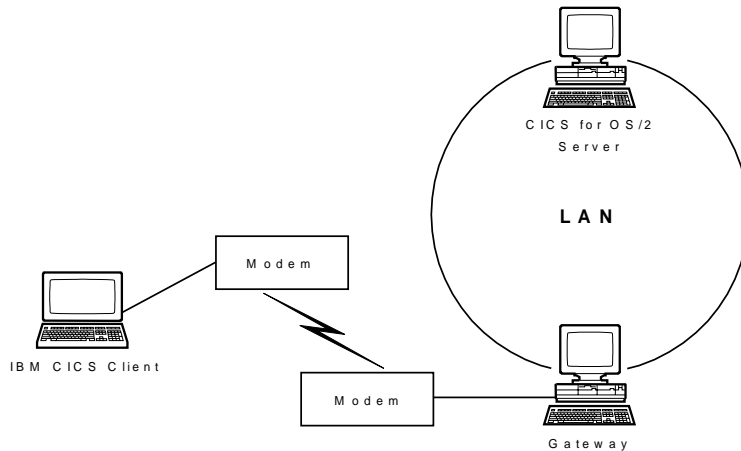 CICS for OS/2
Server
LAN
Modem
IBM CICS Client
Modem
Gateway